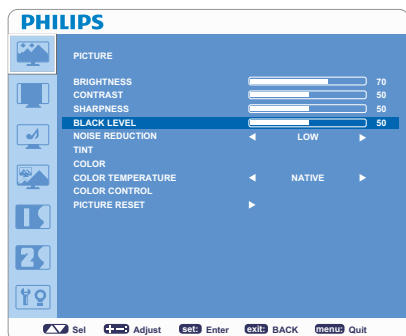 PHILIPS
PICTURE
BRIGHTNESS 70
CONTRAST 50
SHARPNESS 50
BLACK LEVEL 50
NOISE REDUCTION LOW
TINT
COLOR
COLOR TEMPERATURE NATIVE
COLOR CONTROL
PICTURE RESET
Sel Adjust set: Enter exit: BACK menu: Quit